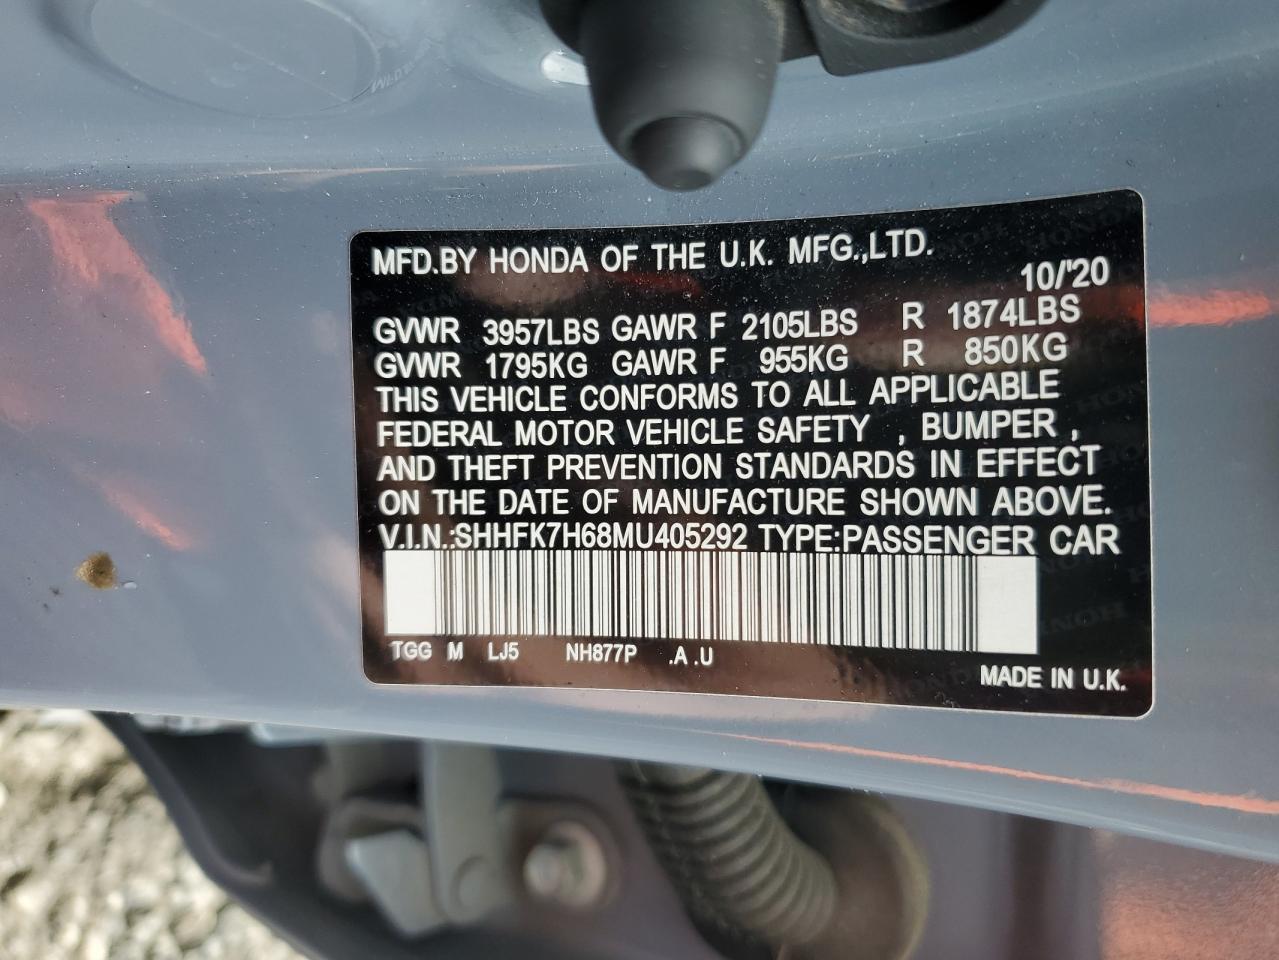 MFD.BY HONDA OF THE U.K. MFG.,LTD.
10/'20
GVWR 3957LBS GAWR F 2105LBS R 1874LBS
GVWR 1795KG GAWR F 955KG R 850KG
THIS VEHICLE CONFORMS TO ALL APPLICABLE
FEDERAL MOTOR VEHICLE SAFETY , BUMPER ,
AND THEFT PREVENTION STANDARDS IN EFFECT
ON THE DATE OF MANUFACTURE SHOWN ABOVE.
V.I.N.:SHHFK7H68MU405292 TYPE:PASSENGER CAR
TGG M LJ5 NH877P .A .U
MADE IN U.K.